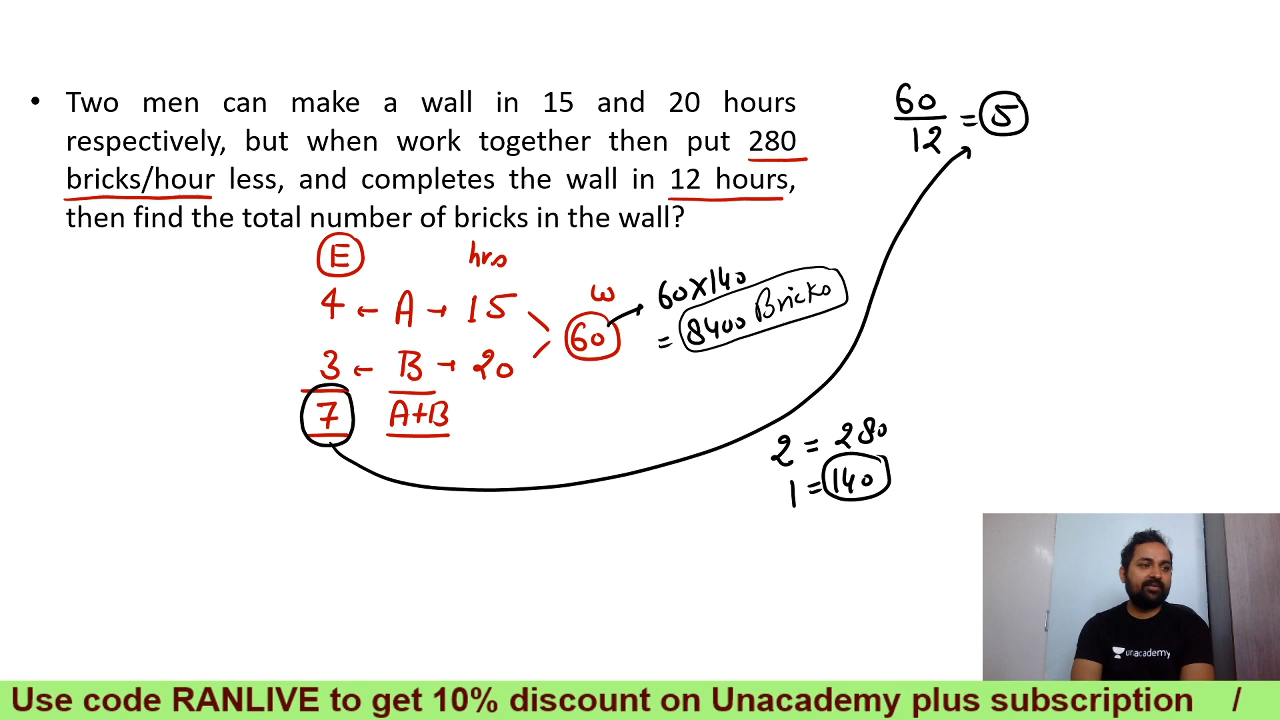 • Two men can make a wall in 15 and 20 hours
respectively, but when work together then put 280
bricks/hour less, and completes the wall in 12 hours,
then find the total number of bricks in the wall?
60
12
= 5
E hrs
4 ← A → 15
3 ← B → 20
7 A+B
W
60
60×140
= 8400 Bricks
2 = 280
1 = 140
unacademy
Use code RANLIVE to get 10% discount on Unacademy plus subscription /